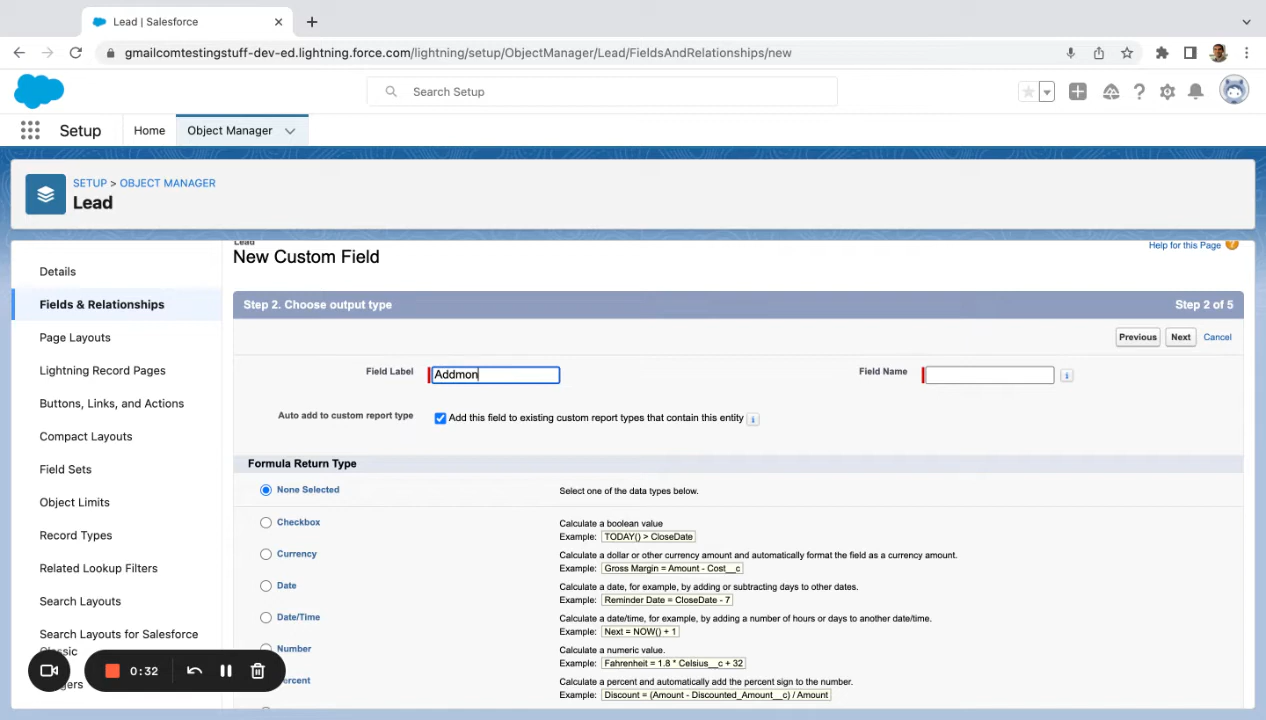 Lead | Salesforce
gmailcomtestingstuff-dev-ed.lightning.force.com/lightning/setup/ObjectManager/Lead/FieldsAndRelationships/new
Search Setup
Setup
Home
Object Manager
SETUP > OBJECT MANAGER
Lead
Details
Fields & Relationships
Page Layouts
Lightning Record Pages
Buttons, Links, and Actions
Compact Layouts
Field Sets
Object Limits
Record Types
Related Lookup Filters
Search Layouts
Search Layouts for Salesforce
0:32
Lead
New Custom Field
Help for this Page
Step 2. Choose output type
Step 2 of 5
Previous
Next
Cancel
Field Label
Addmon
Field Name
Auto add to custom report type
Add this field to existing custom report types that contain this entity
Formula Return Type
None Selected
Select one of the data types below.
Checkbox
Calculate a boolean value
Example: TODAY() > CloseDate
Currency
Calculate a dollar or other currency amount and automatically format the field as a currency amount.
Example: Gross Margin = Amount - Cost__c
Date
Calculate a date, for example, by adding or subtracting days to other dates.
Example: Reminder Date = CloseDate - 7
Date/Time
Calculate a date/time, for example, by adding a number of hours or days to another date/time.
Example: Next = NOW() + 1
Number
Calculate a numeric value.
Example: Fahrenheit = 1.8 * Celsius__c + 32
Calculate a percent and automatically add the percent sign to the number.
Example: Discount = (Amount - Discounted_Amount__c) / Amount